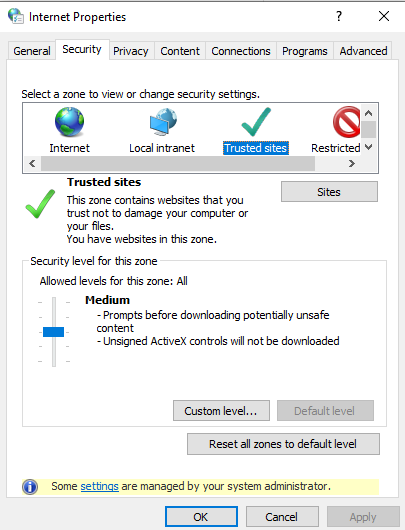 Internet Properties
General Security Privacy Content Connections Programs Advanced
Select a zone to view or change security settings.
Internet Local intranet Trusted sites Restricted
Trusted sites
Sites
This zone contains websites that you
trust not to damage your computer or
your files.
You have websites in this zone.
Security level for this zone
Allowed levels for this zone: All
Medium
- Prompts before downloading potentially unsafe
content
- Unsigned ActiveX controls will not be downloaded
Custom level... Default level
Reset all zones to default level
Some settings are managed by your system administrator.
OK Cancel Apply